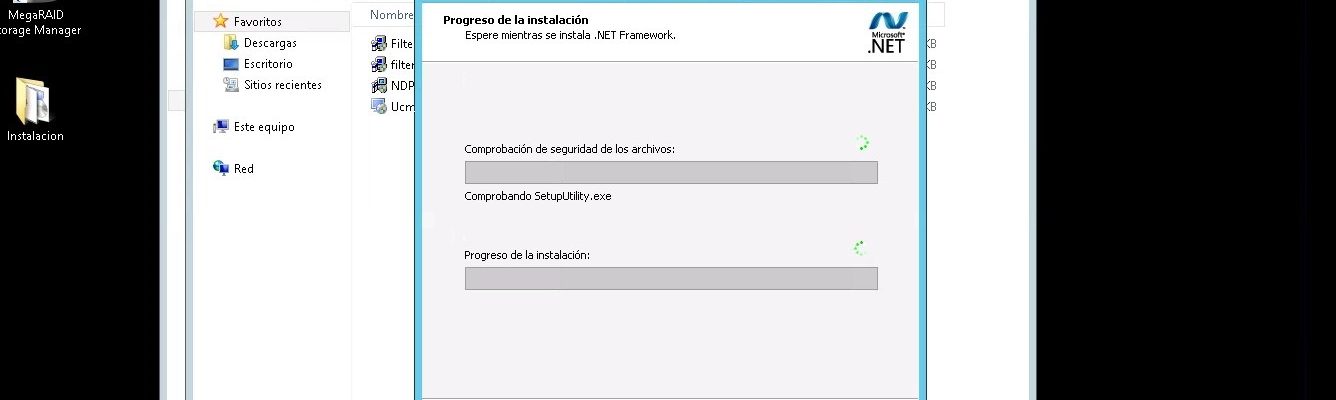 MegaRAID
Storage Manager
Instalacion
Favoritos
Descargas
Escritorio
Sitios recientes
Este equipo
Red
Nombre
Filte
filter
NDP
Ucm
KB
KB
KB
KB
Progreso de la instalación
Espere mientras se instala .NET Framework.
Microsoft®
.NET
Comprobación de seguridad de los archivos:
Comprobando SetupUtility.exe
Progreso de la instalación: